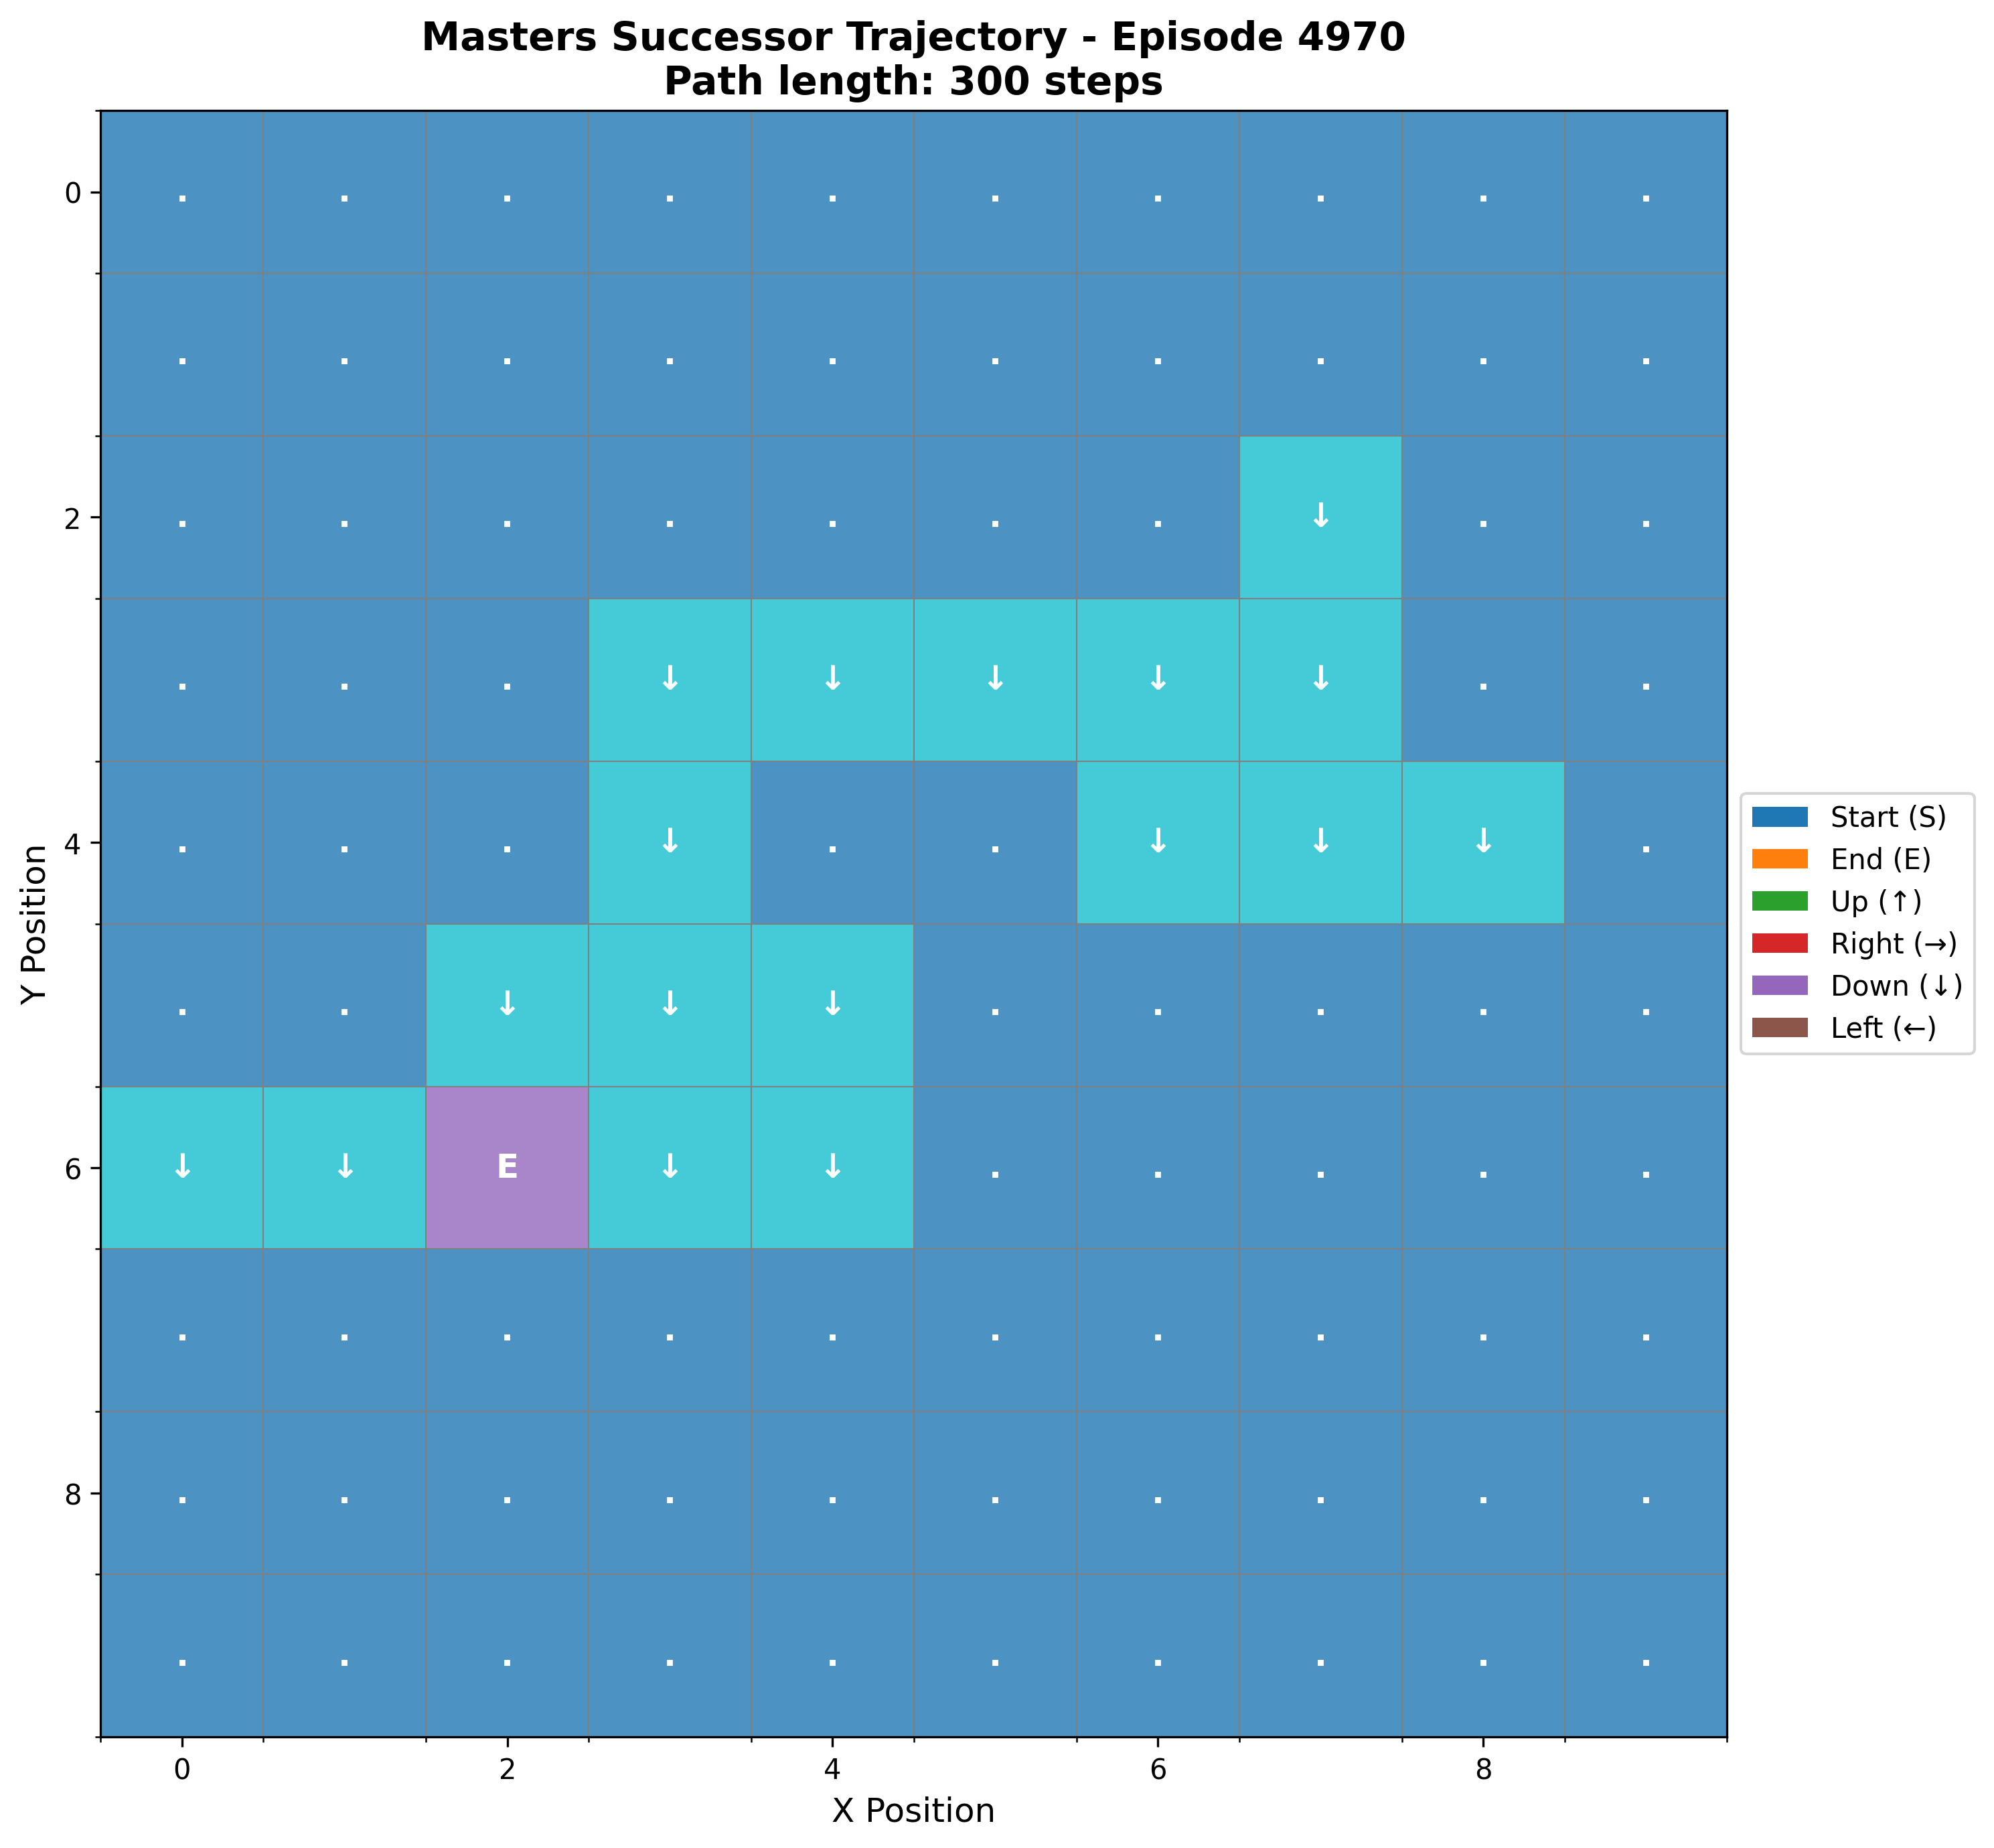 Masters Successor Trajectory - Episode 4970
Path length: 300 steps
0
. . . . . . . . . .
. . . . . . . . . .
2
. . . . . . . ↓ . .
. . . ↓ ↓ ↓ ↓ ↓ . .
4
. . . ↓ . . ↓ ↓ ↓ .
. . ↓ ↓ ↓ . . . . .
6
↓ ↓ E ↓ ↓ . . . . .
. . . . . . . . . .
8
. . . . . . . . . .
. . . . . . . . . .
0 2 4 6 8
X Position
Y Position
Start (S)
End (E)
Up (↑)
Right (→)
Down (↓)
Left (←)